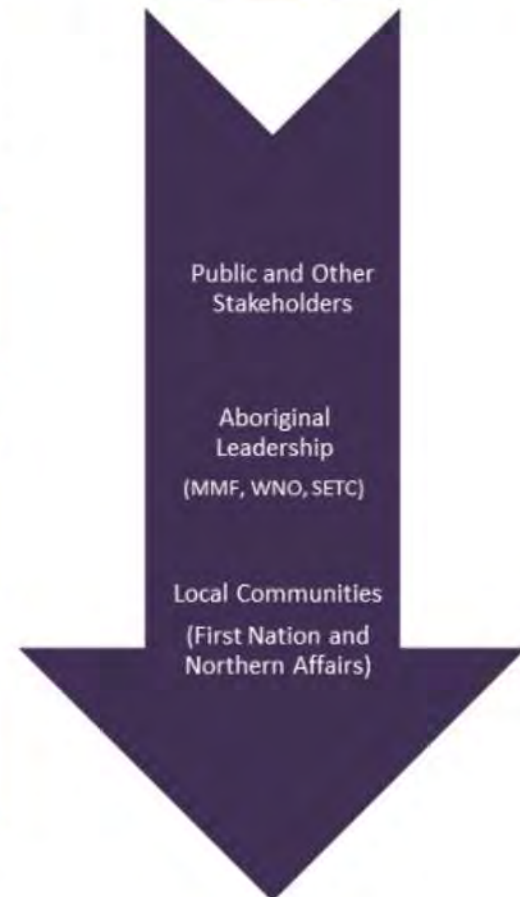 Public and Other
Stakeholders
Aboriginal
Leadership
(MMF, WNO, SETC)
Local Communities
(First Nation and
Northern Affairs)